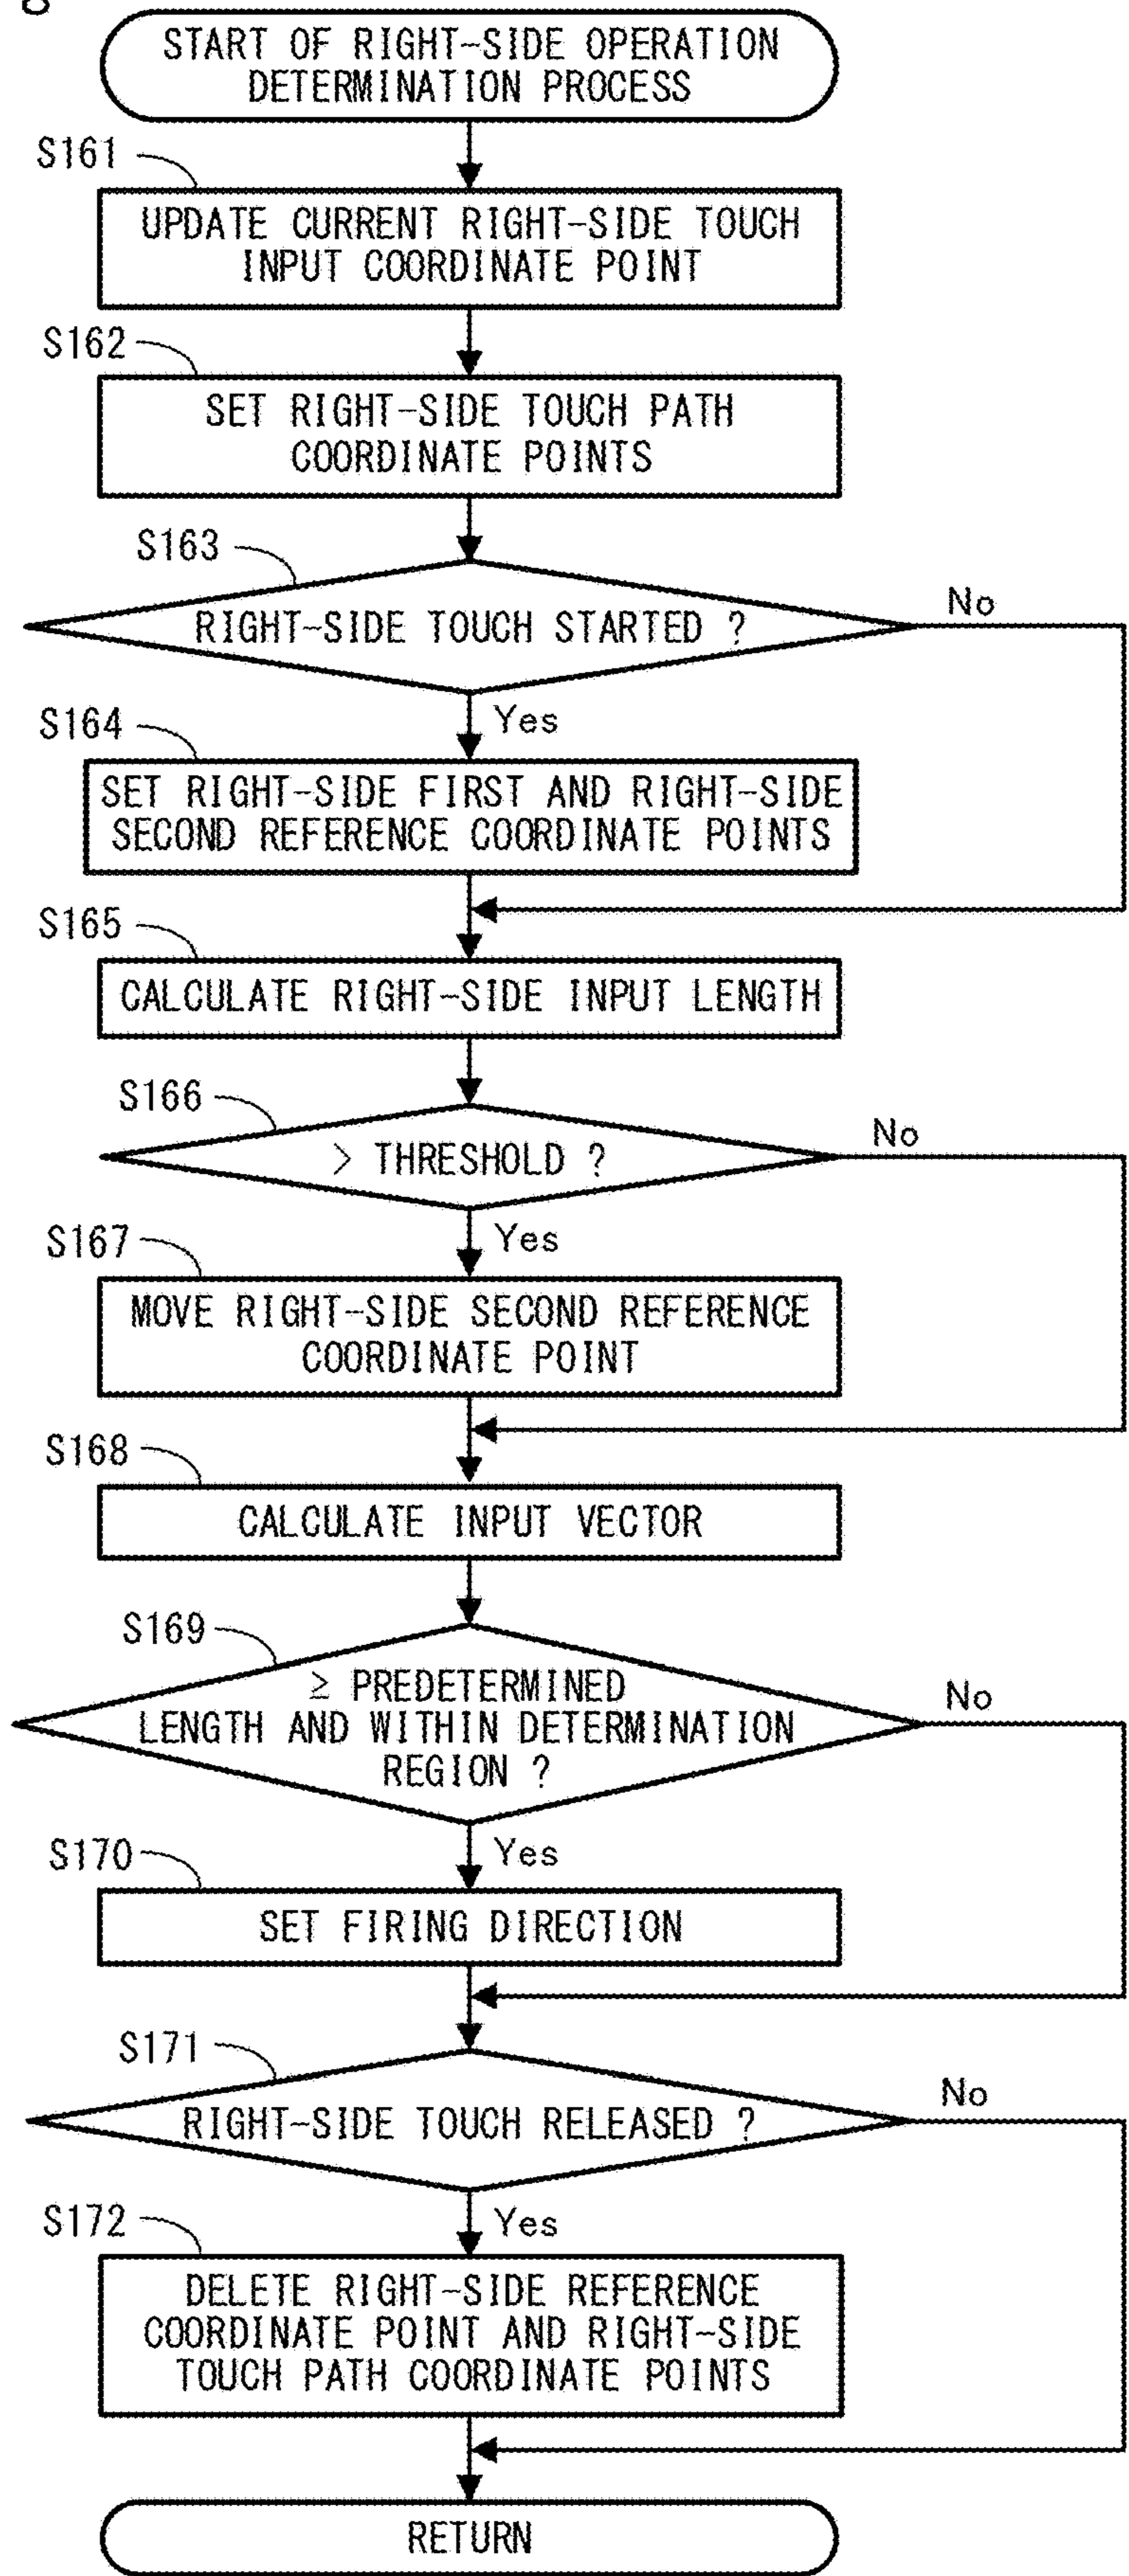 START OF RIGHT-SIDE OPERATION
DETERMINATION PROCESS
S161
UPDATE CURRENT RIGHT-SIDE TOUCH
INPUT COORDINATE POINT
S162
SET RIGHT-SIDE TOUCH PATH
COORDINATE POINTS
S163
RIGHT-SIDE TOUCH STARTED ?
No
Yes
S164
SET RIGHT-SIDE FIRST AND RIGHT-SIDE
SECOND REFERENCE COORDINATE POINTS
S165
CALCULATE RIGHT-SIDE INPUT LENGTH
S166
> THRESHOLD ?
No
Yes
S167
MOVE RIGHT-SIDE SECOND REFERENCE
COORDINATE POINT
S168
CALCULATE INPUT VECTOR
S169
≥ PREDETERMINED
LENGTH AND WITHIN DETERMINATION
REGION ?
No
Yes
S170
SET FIRING DIRECTION
S171
RIGHT-SIDE TOUCH RELEASED ?
No
Yes
S172
DELETE RIGHT-SIDE REFERENCE
COORDINATE POINT AND RIGHT-SIDE
TOUCH PATH COORDINATE POINTS
RETURN